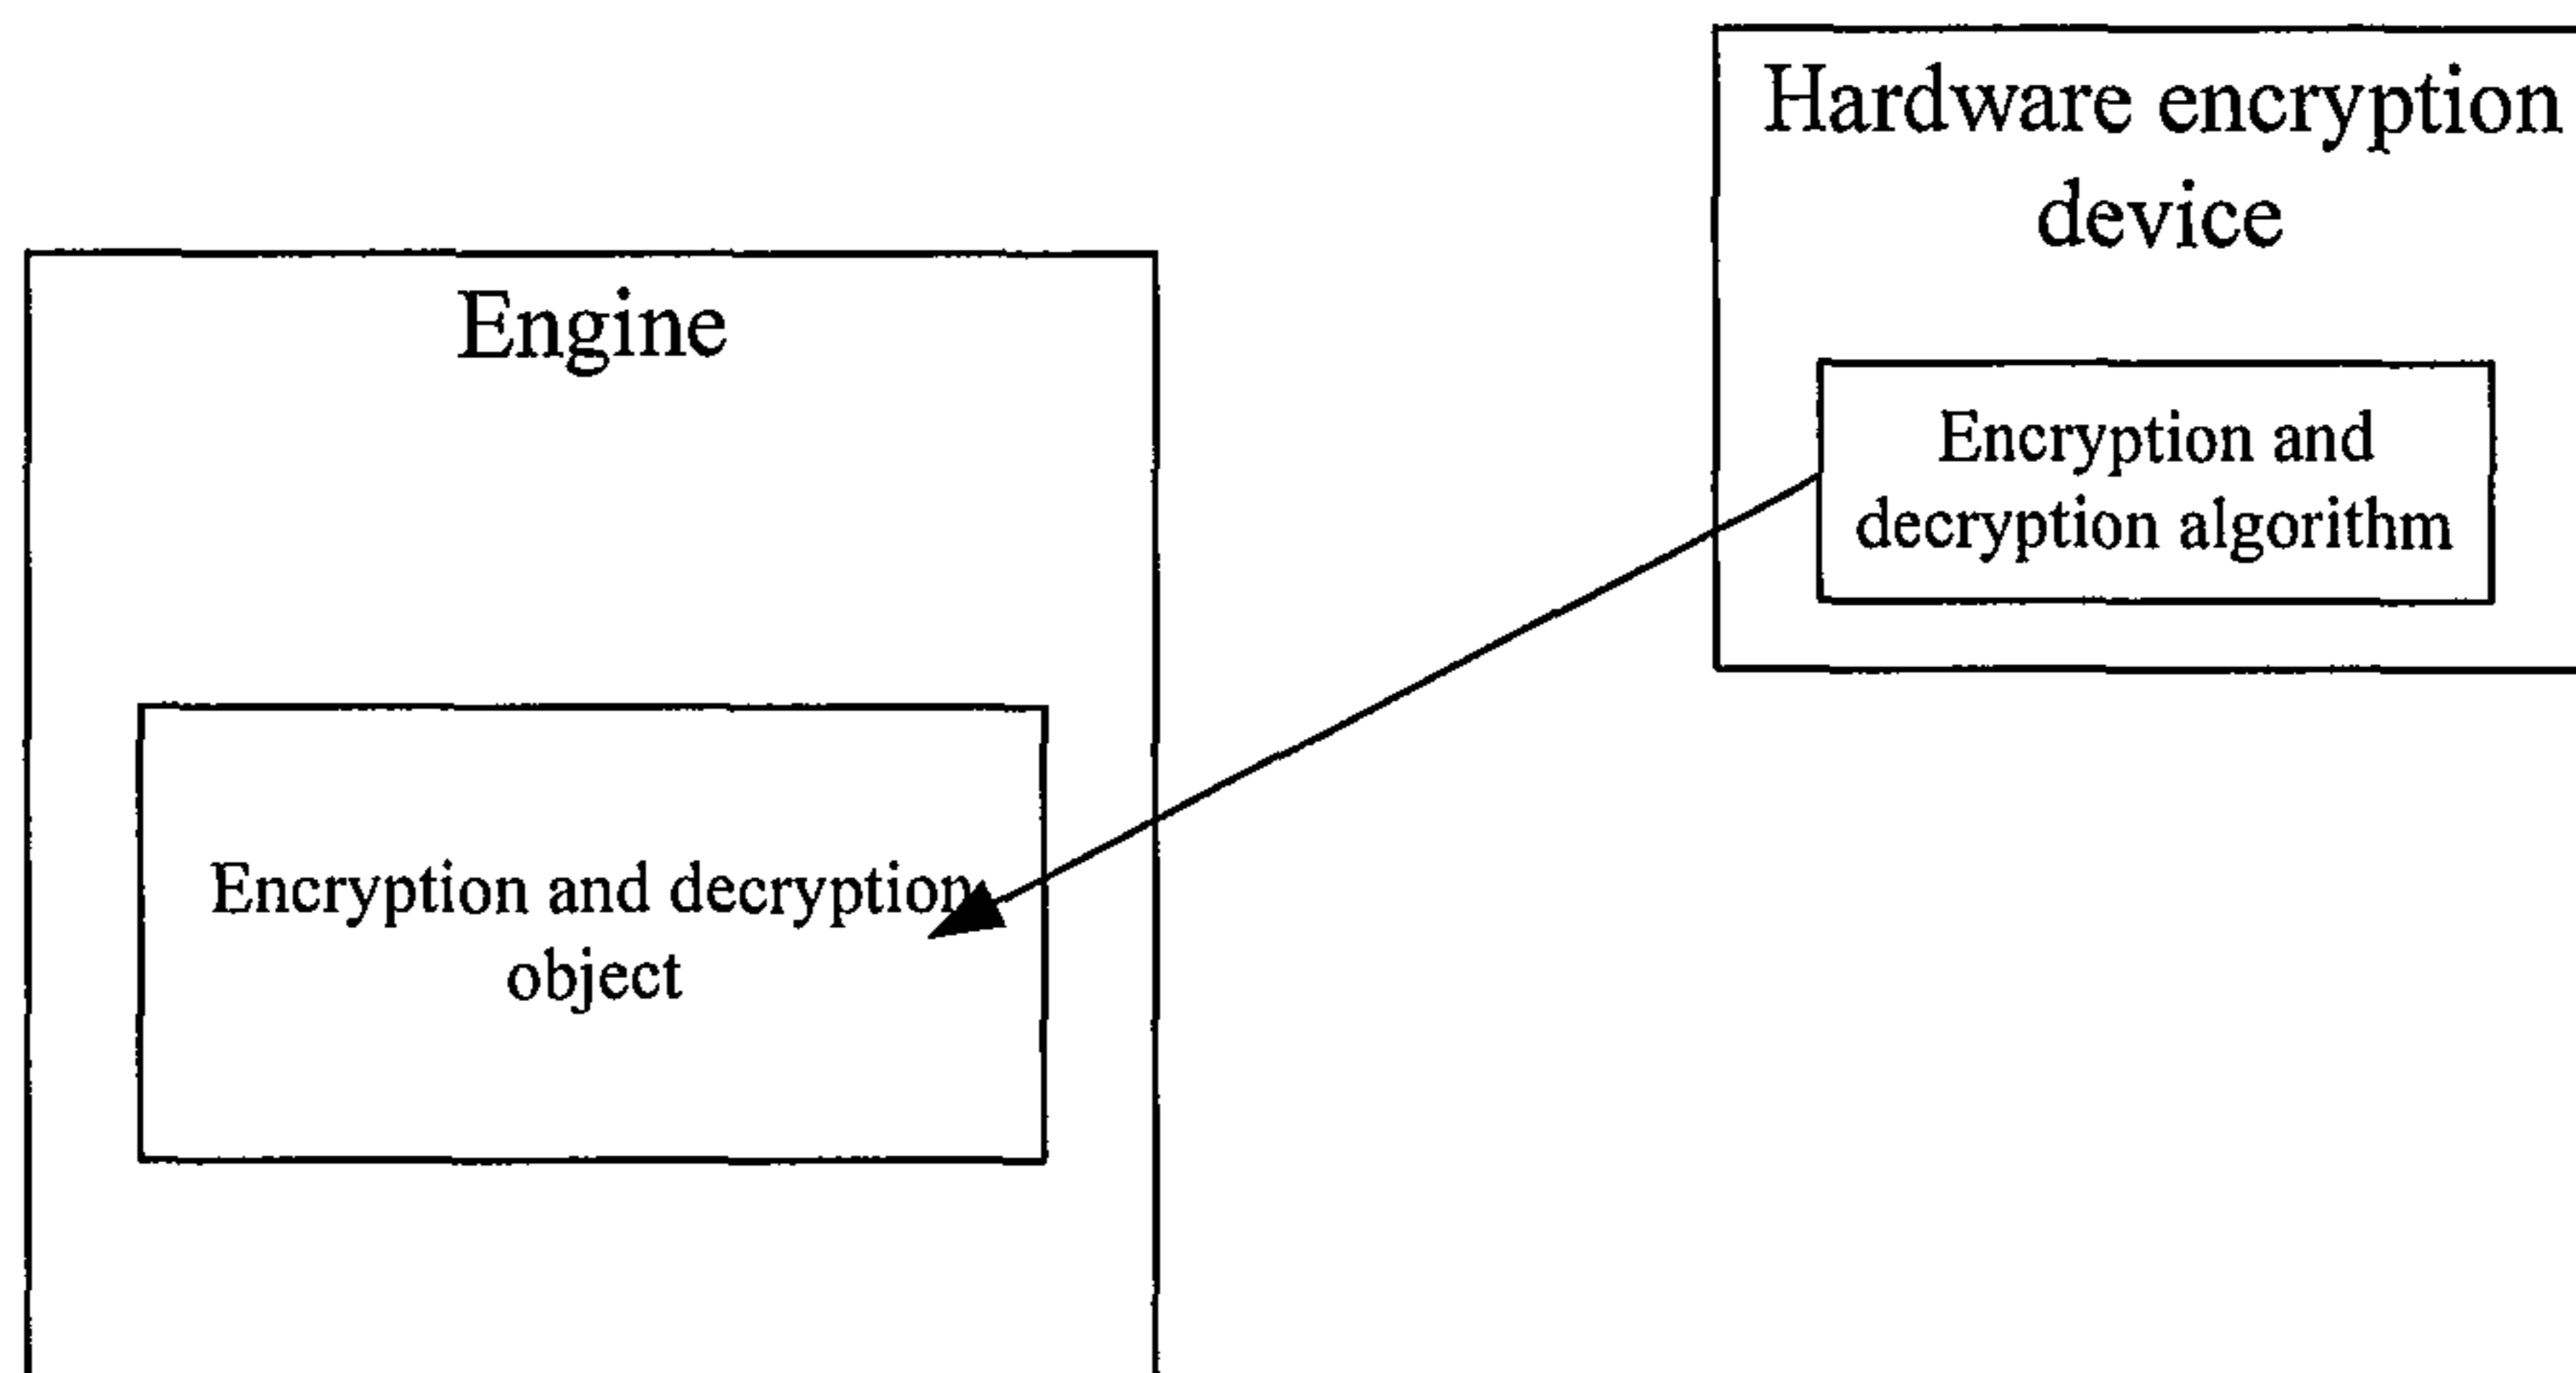 Hardware encryption
device
Engine
Encryption and
decryption algorithm
Encryption and decryption
object